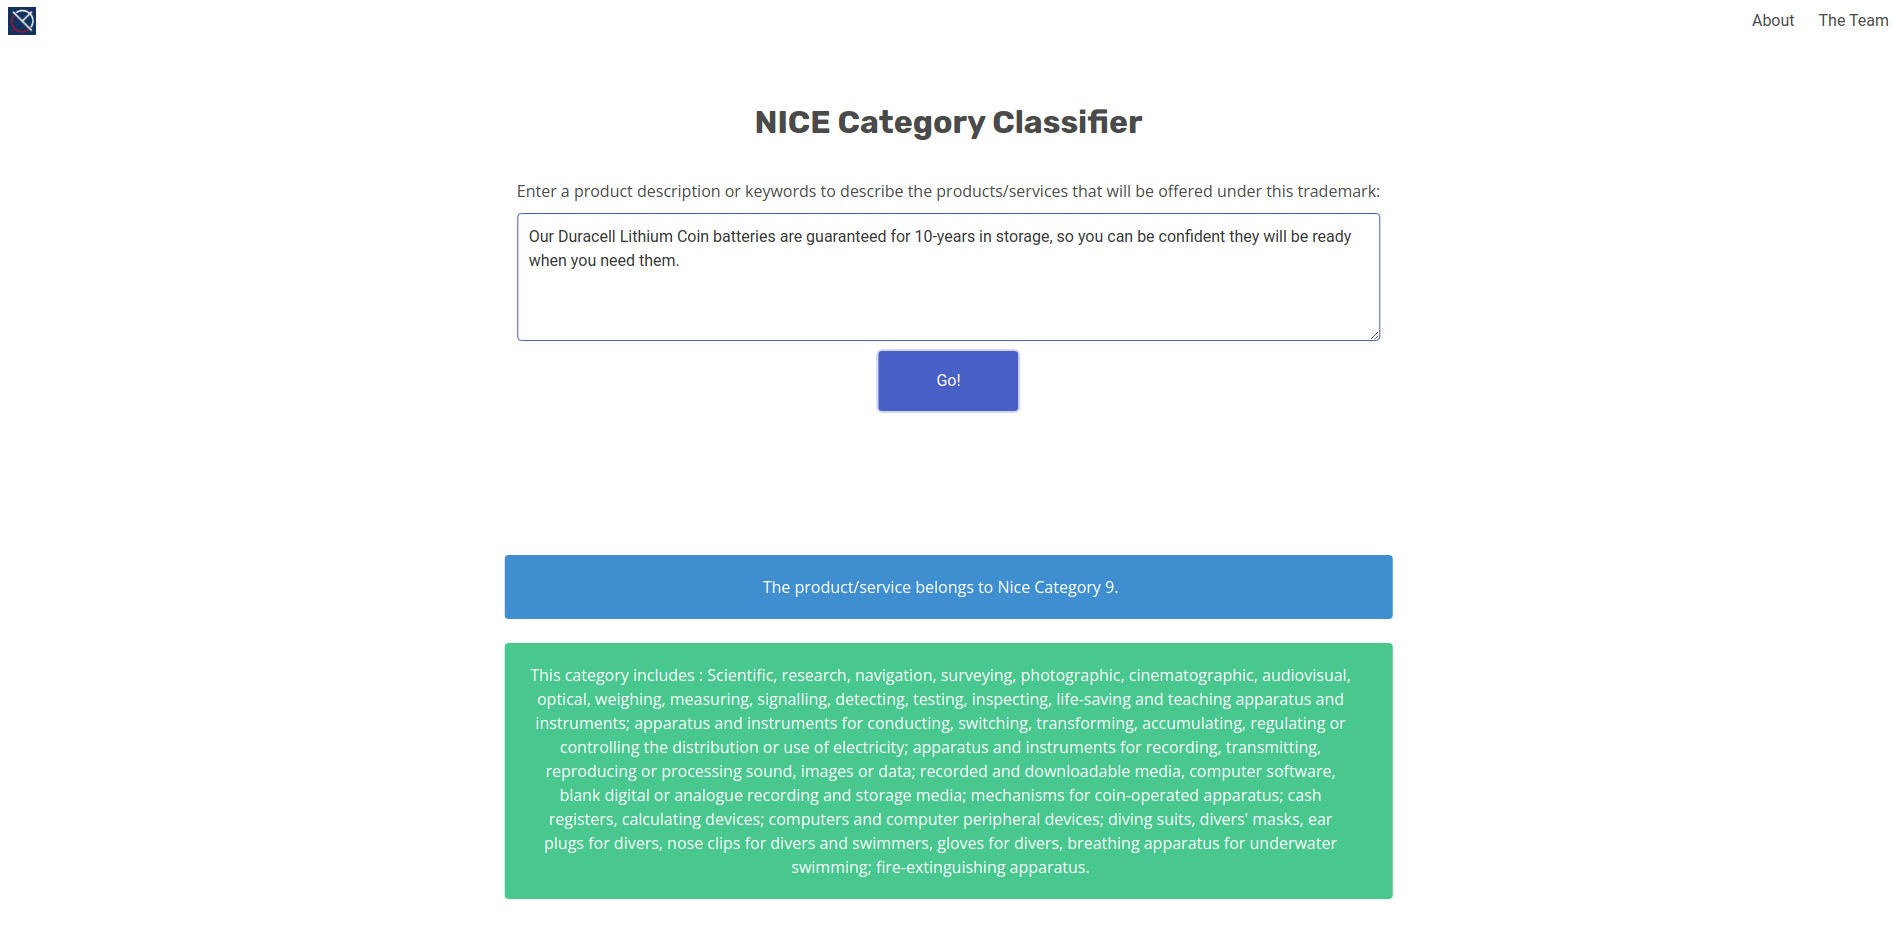 About The Team
NICE Category Classifier
Enter a product description or keywords to describe the products/services that will be offered under this trademark:
Our Duracell Lithium Coin batteries are guaranteed for 10-years in storage, so you can be confident they will be ready
when you need them.
Go!
The product/service belongs to Nice Category 9.
This category includes : Scientific, research, navigation, surveying, photographic, cinematographic, audiovisual,
optical, weighing, measuring, signalling, detecting, testing, inspecting, life-saving and teaching apparatus and
instruments; apparatus and instruments for conducting, switching, transforming, accumulating, regulating or
controlling the distribution or use of electricity; apparatus and instruments for recording, transmitting,
reproducing or processing sound, images or data; recorded and downloadable media, computer software,
blank digital or analogue recording and storage media; mechanisms for coin-operated apparatus; cash
registers, calculating devices; computers and computer peripheral devices; diving suits, divers' masks, ear
plugs for divers, nose clips for divers and swimmers, gloves for divers, breathing apparatus for underwater
swimming; fire-extinguishing apparatus.